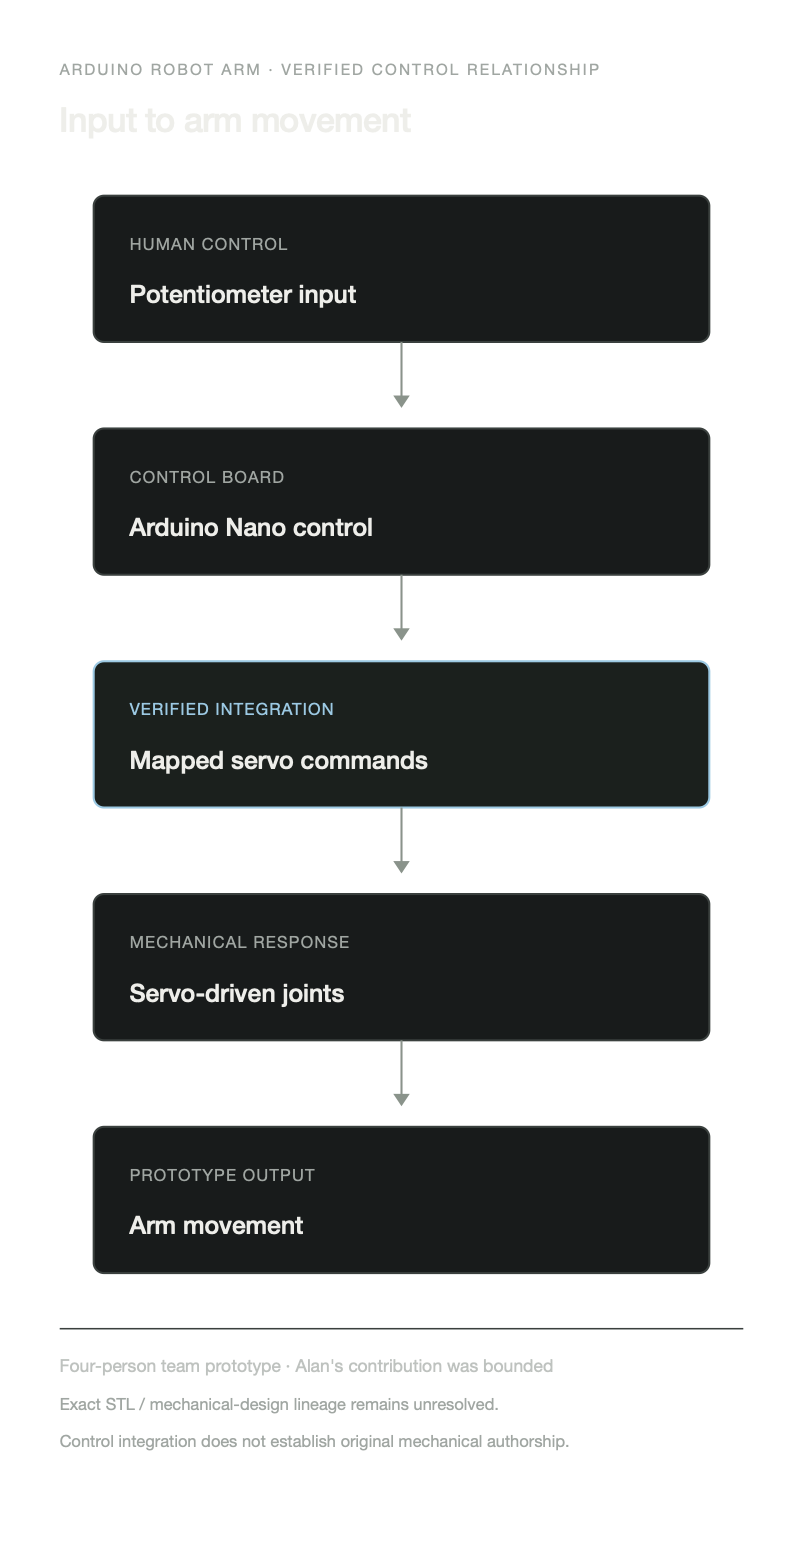 ARDUINO ROBOT ARM · VERIFIED CONTROL RELATIONSHIP
Input to arm movement
HUMAN CONTROL
Potentiometer input
CONTROL BOARD
Arduino Nano control
VERIFIED INTEGRATION
Mapped servo commands
MECHANICAL RESPONSE
Servo-driven joints
PROTOTYPE OUTPUT
Arm movement
Four-person team prototype · Alan's contribution was bounded
Exact STL / mechanical-design lineage remains unresolved.
Control integration does not establish original mechanical authorship.